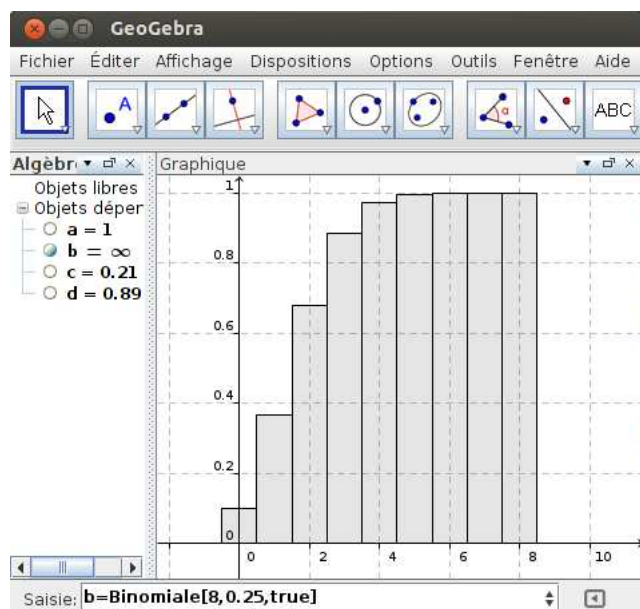 GeoGebra
Fichier Éditer Affichage Dispositions Options Outils Fenêtre Aide
A α ABC
Algèbr Graphique
Objets libres
Objets déper
a = 1
b = ∞
c = 0.21
d = 0.89
1
0.8
0.6
0.4
0.2
0
0 2 4 6 8 10
Saisie: b=Binomiale[8,0.25,true]